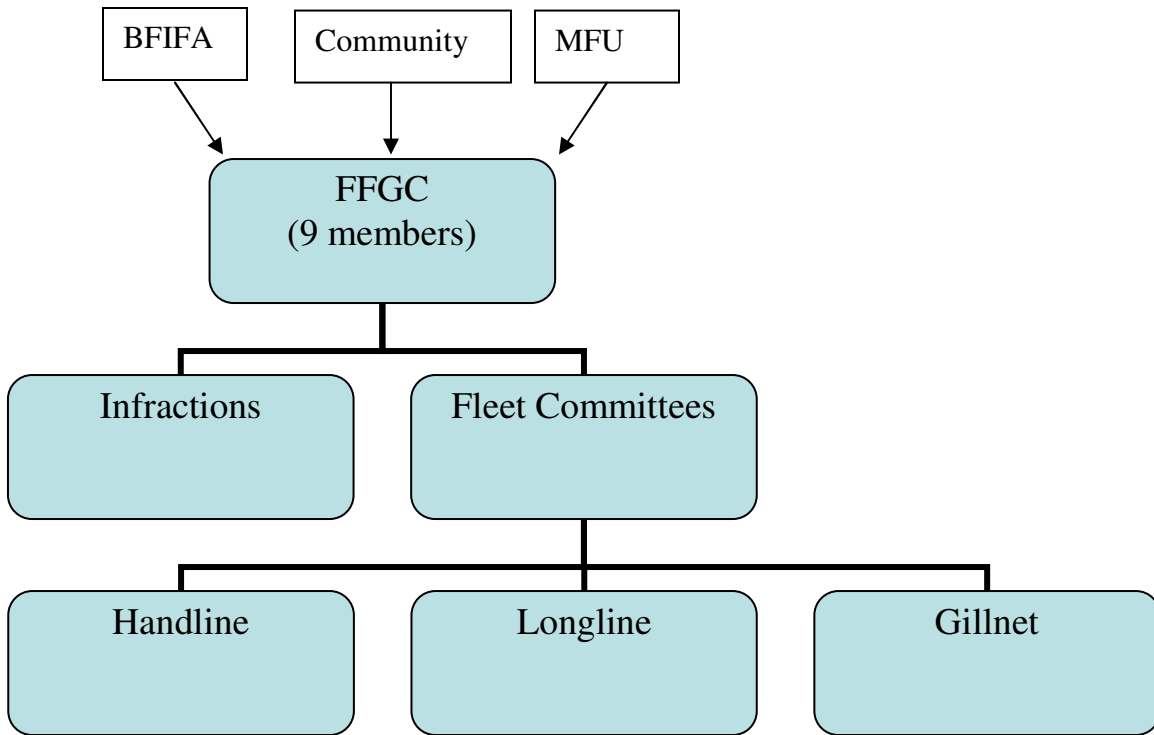 BFIFA
Community
MFU
FFGC
(9 members)
Infractions
Fleet Committees
Handline
Longline
Gillnet